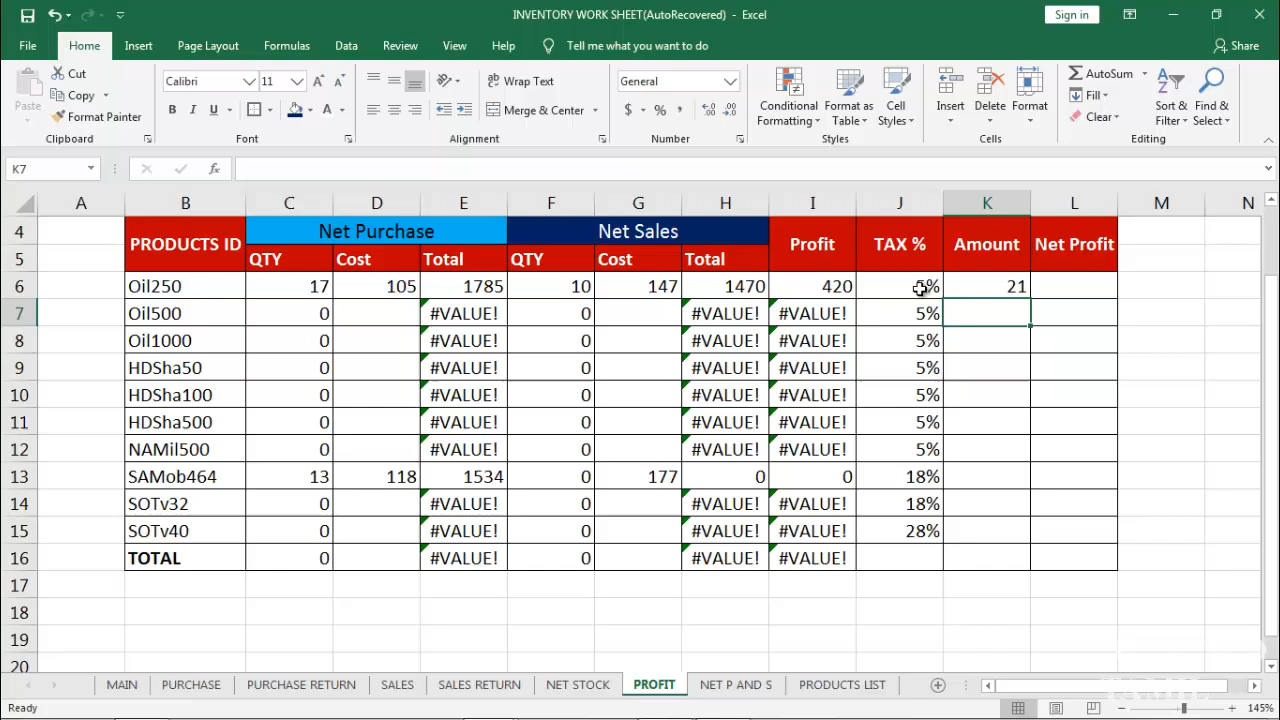 INVENTORY WORK SHEET(AutoRecovered) - Excel
Sign in
File Home Insert Page Layout Formulas Data Review View Help Tell me what you want to do Share
Paste Cut Copy Format Painter Clipboard
Calibri 11 B I U A Font
Wrap Text Merge & Center Alignment
General $ % , Number
Conditional Formatting Format as Table Cell Styles Styles
Insert Delete Format Cells
AutoSum Fill Clear Sort & Filter Find & Select Editing
K7 fx
A B C D E F G H I J K L M N
4 PRODUCTS ID Net Purchase Net Sales Profit TAX % Amount Net Profit
5 QTY Cost Total QTY Cost Total
6 Oil250 17 105 1785 10 147 1470 420 % 21
7 Oil500 0 #VALUE! 0 #VALUE! #VALUE! 5%
8 Oil1000 0 #VALUE! 0 #VALUE! #VALUE! 5%
9 HDSha50 0 #VALUE! 0 #VALUE! #VALUE! 5%
10 HDSha100 0 #VALUE! 0 #VALUE! #VALUE! 5%
11 HDSha500 0 #VALUE! 0 #VALUE! #VALUE! 5%
12 NAMil500 0 #VALUE! 0 #VALUE! #VALUE! 5%
13 SAMob464 13 118 1534 0 177 0 0 18%
14 SOTv32 0 #VALUE! 0 #VALUE! #VALUE! 18%
15 SOTv40 0 #VALUE! 0 #VALUE! #VALUE! 28%
16 TOTAL 0 #VALUE! 0 #VALUE! #VALUE!
17
18
19
20
MAIN PURCHASE PURCHASE RETURN SALES SALES RETURN NET STOCK PROFIT NET P AND S PRODUCTS LIST
Ready 145%